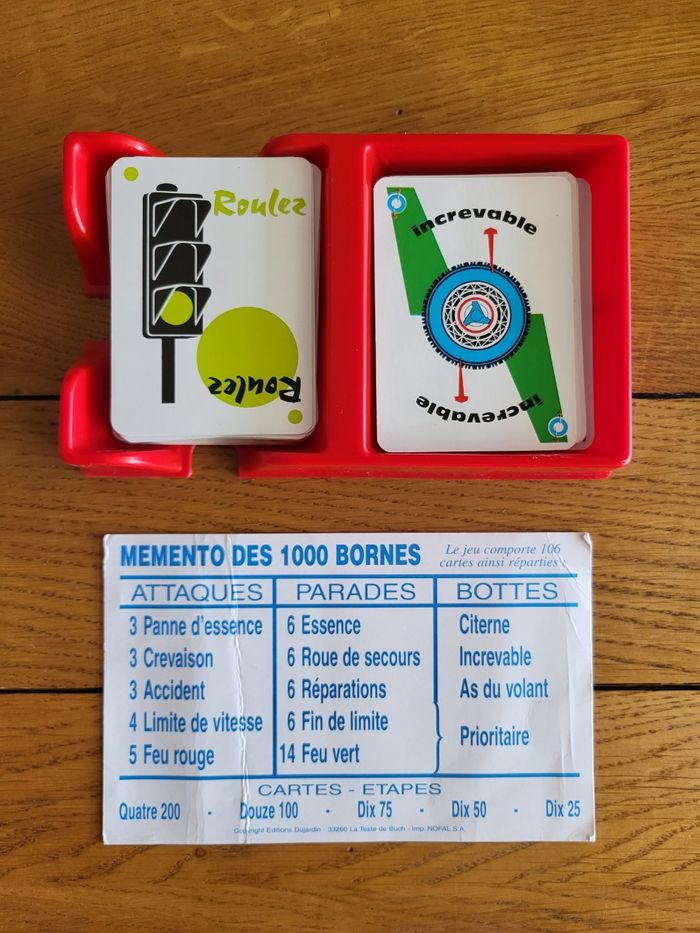 Roulez
Roulez
increvable
increvable
MEMENTO DES 1000 BORNES
Le jeu comporte 106
cartes ainsi réparties :
ATTAQUES PARADES BOTTES
3 Panne d'essence 6 Essence Citerne
3 Crevaison 6 Roue de secours Increvable
3 Accident 6 Réparations As du volant
4 Limite de vitesse 6 Fin de limite
Prioritaire
5 Feu rouge 14 Feu vert
CARTES - ETAPES
Quatre 200 - Douze 100 - Dix 75 - Dix 50 - Dix 25
Copyright Editions Dujardin - 33260 La Teste de Buch - Imp. NOFAL S.A.